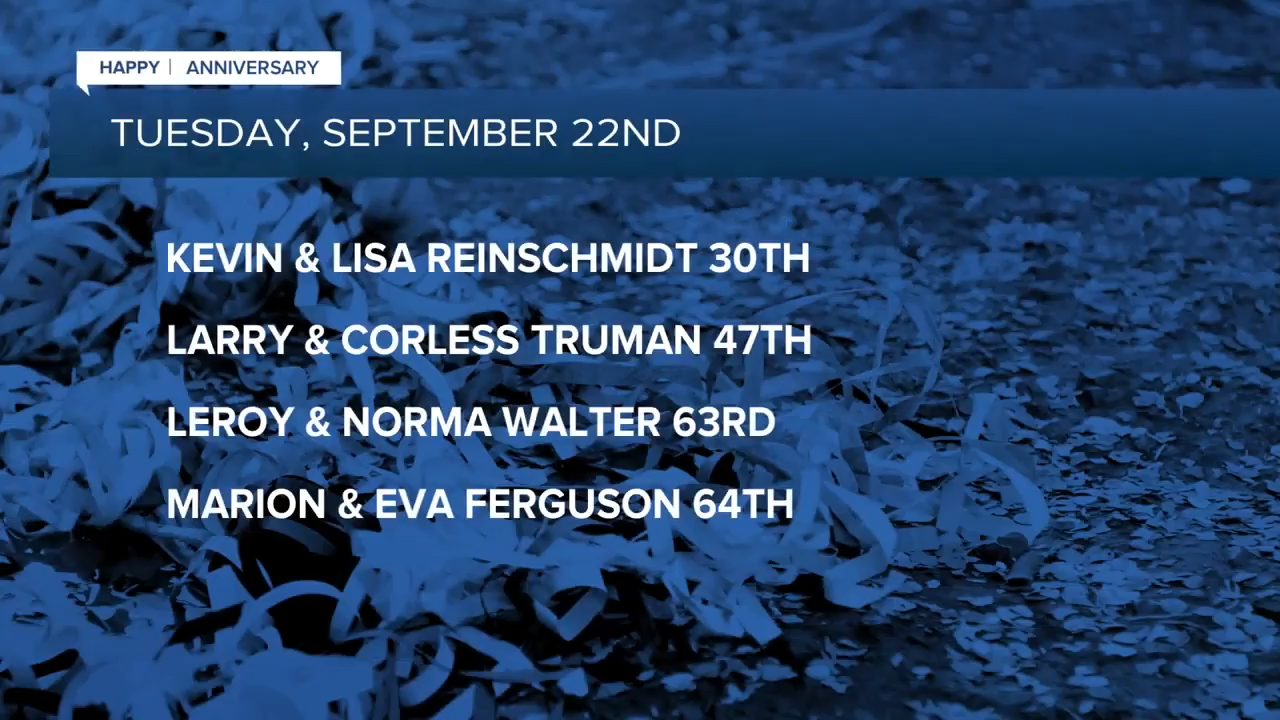 HAPPY | ANNIVERSARY
TUESDAY, SEPTEMBER 22ND
KEVIN & LISA REINSCHMIDT 30TH
LARRY & CORLESS TRUMAN 47TH
LEROY & NORMA WALTER 63RD
MARION & EVA FERGUSON 64TH